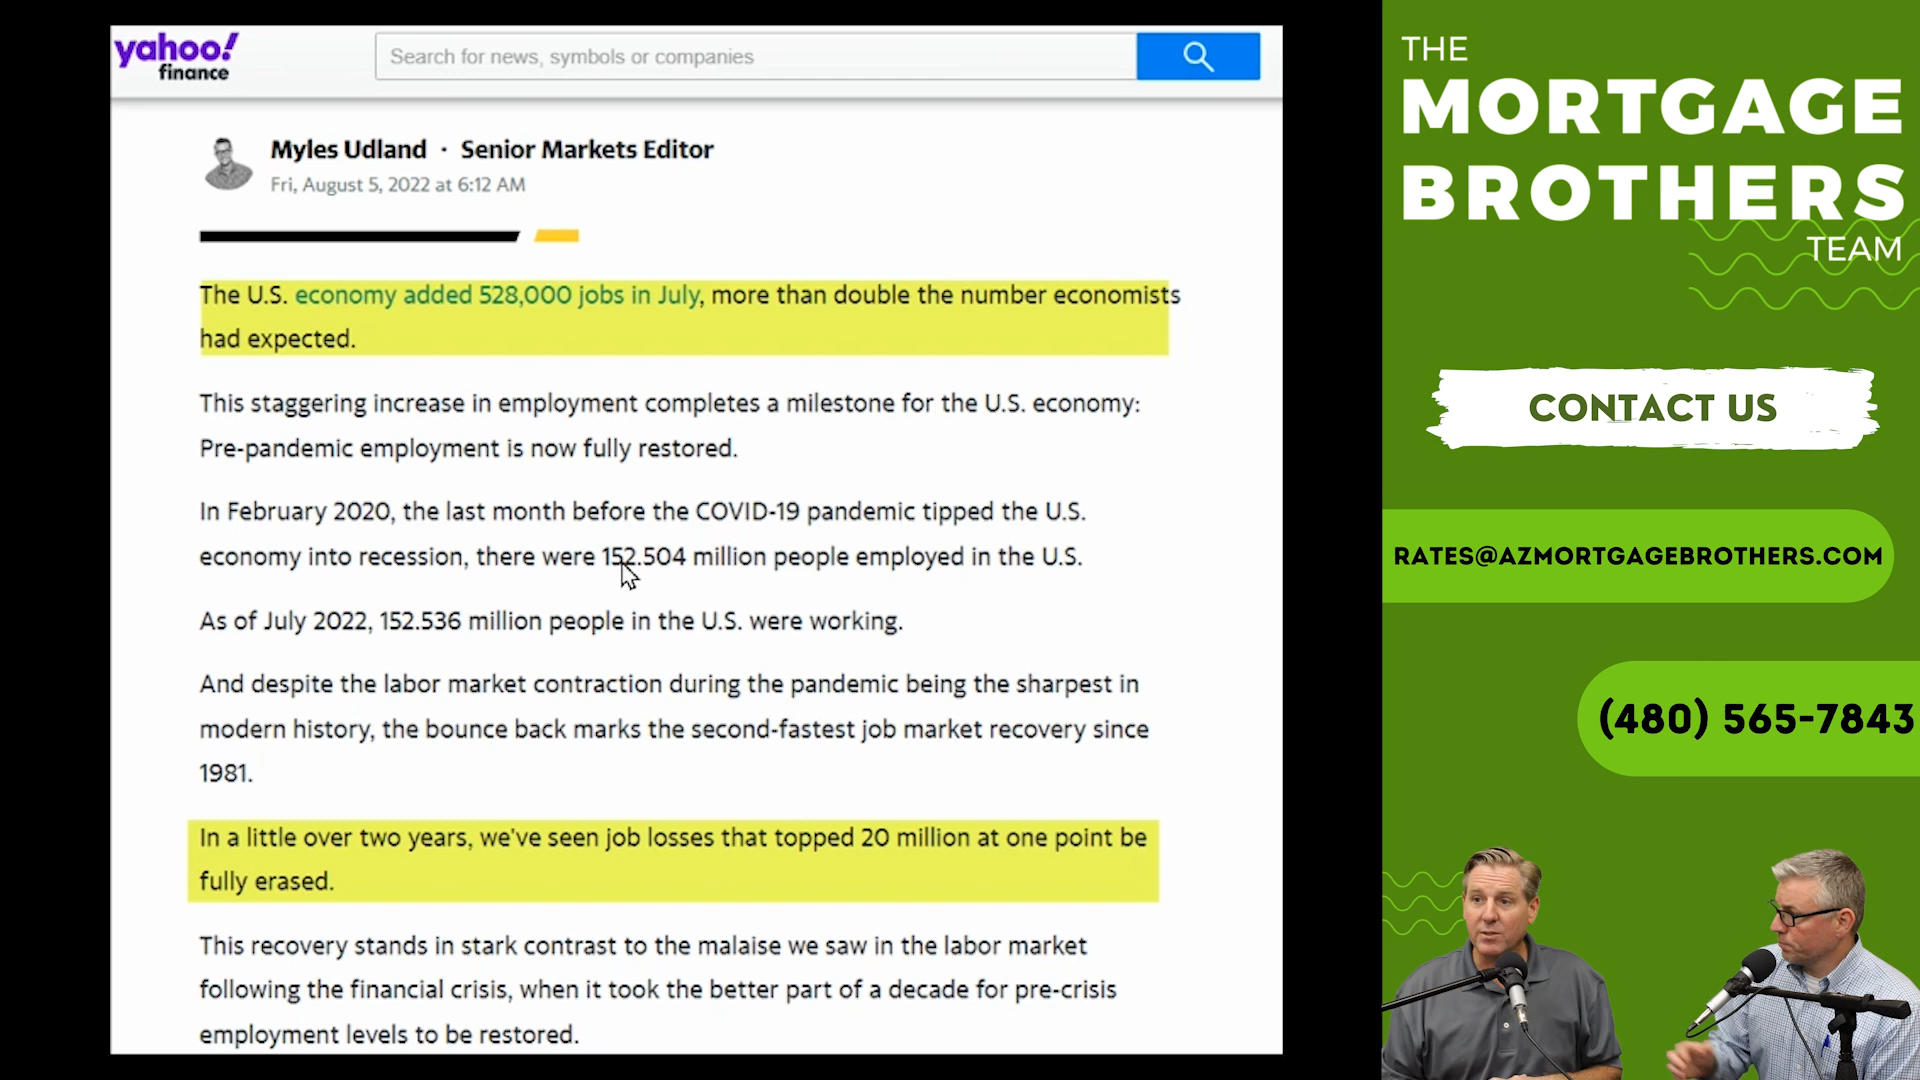 yahoo!
finance
Search for news, symbols or companies
Myles Udland · Senior Markets Editor
Fri, August 5, 2022 at 6:12 AM
The U.S. economy added 528,000 jobs in July, more than double the number economists
had expected.
This staggering increase in employment completes a milestone for the U.S. economy:
Pre-pandemic employment is now fully restored.
In February 2020, the last month before the COVID-19 pandemic tipped the U.S.
economy into recession, there were 152.504 million people employed in the U.S.
As of July 2022, 152.536 million people in the U.S. were working.
And despite the labor market contraction during the pandemic being the sharpest in
modern history, the bounce back marks the second-fastest job market recovery since
1981.
In a little over two years, we've seen job losses that topped 20 million at one point be
fully erased.
This recovery stands in stark contrast to the malaise we saw in the labor market
following the financial crisis, when it took the better part of a decade for pre-crisis
employment levels to be restored.
THE
MORTGAGE
BROTHERS
TEAM
CONTACT US
RATES@AZMORTGAGEBROTHERS.COM
(480) 565-7843